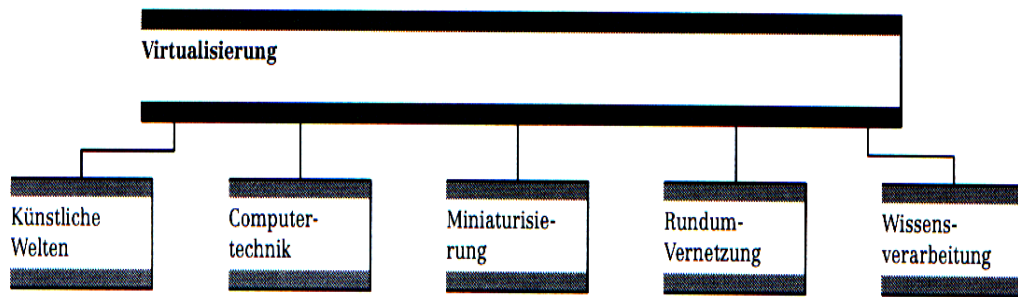 Virtualisierung
Künstliche
Welten
Computer-
technik
Miniaturisie-
rung
Rundum-
Vernetzung
Wissens-
verarbeitung